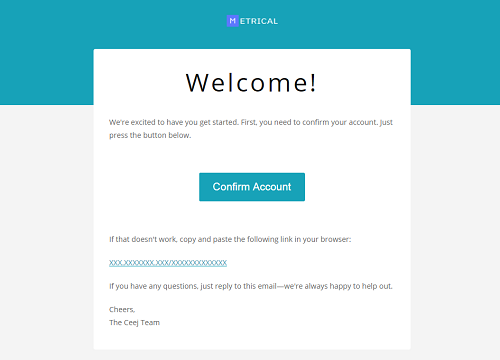 METRICAL
Welcome!
We're excited to have you get started. First, you need to confirm your account. Just
press the button below.
Confirm Account
If that doesn't work, copy and paste the following link in your browser:
XXX.XXXXXXX.XXX/XXXXXXXXXXXXX
If you have any questions, just reply to this email—we're always happy to help out.
Cheers,
The Ceej Team